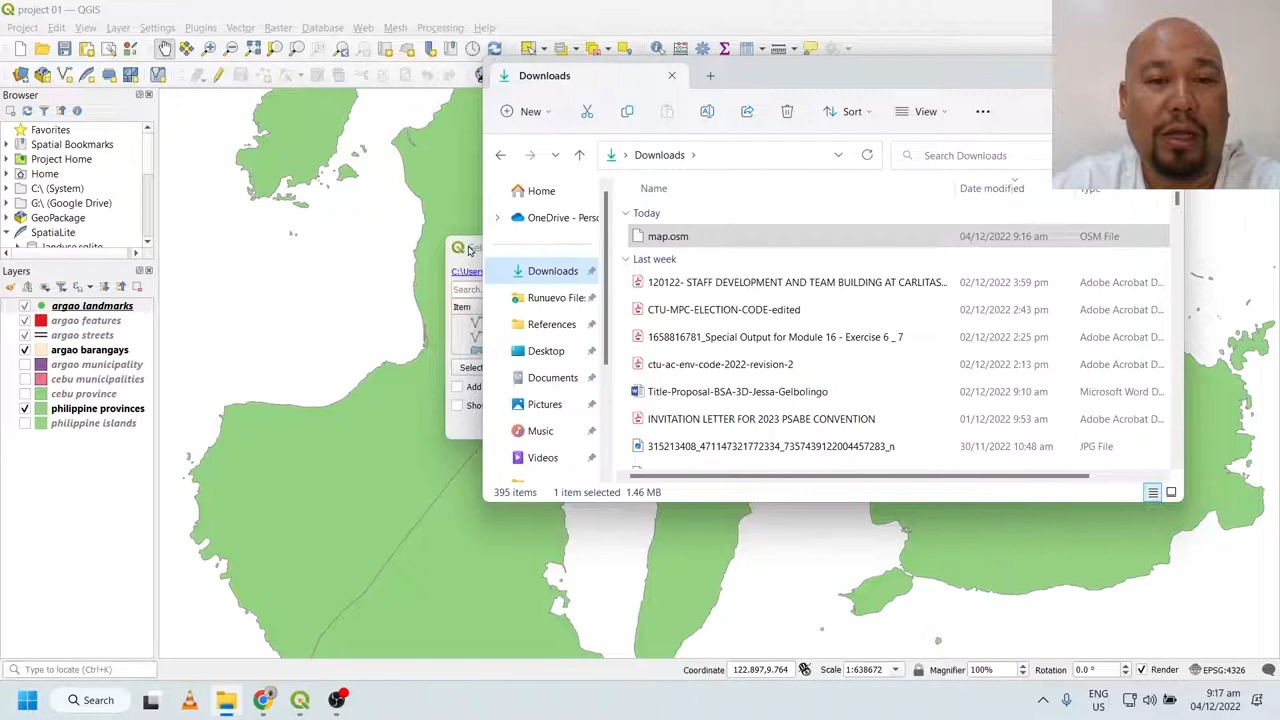 project 01 — QGIS
Project Edit View Layer Settings Plugins Vector Raster Database Web Mesh Processing Help
Downloads
New
Sort
View
Downloads
Search Downloads
Browser
Favorites
Spatial Bookmarks
Project Home
Home
C:\ (System)
G:\ (Google Drive)
GeoPackage
SpatiaLite
landuse.sqlite
Layers
argao landmarks
argao features
argao streets
argao barangays
argao municipality
cebu municipalities
cebu province
philippine provinces
philippine islands
C:\Users
Search...
Item
Select
Add
Home
OneDrive - Perso
Downloads
Runuevo File:
References
Desktop
Documents
Pictures
Music
Videos
Name Date modified Type
Today
map.osm 04/12/2022 9:16 am OSM File
Last week
120122- STAFF DEVELOPMENT AND TEAM BUILDING AT CARLITAS... 02/12/2022 3:59 pm Adobe Acrobat D...
CTU-MPC-ELECTION-CODE-edited 02/12/2022 2:43 pm Adobe Acrobat D...
1658816781_Special Output for Module 16 - Exercise 6 _ 7 02/12/2022 2:25 pm Adobe Acrobat D...
ctu-ac-env-code-2022-revision-2 02/12/2022 2:13 pm Adobe Acrobat D...
Title-Proposal-BSA-3D-Jessa-Gelbolingo 02/12/2022 9:10 am Microsoft Word D...
INVITATION LETTER FOR 2023 PSABE CONVENTION 01/12/2022 9:53 am Adobe Acrobat D...
315213408_471147321772334_7357439122004457283_n 30/11/2022 10:48 am JPG File
395 items 1 item selected 1.46 MB
Type to locate (Ctrl+K)
Coordinate 122.897,9.764 Scale 1:638672 Magnifier 100% Rotation 0.0 ° Render EPSG:4326
Search
ENG
US
9:17 am
04/12/2022